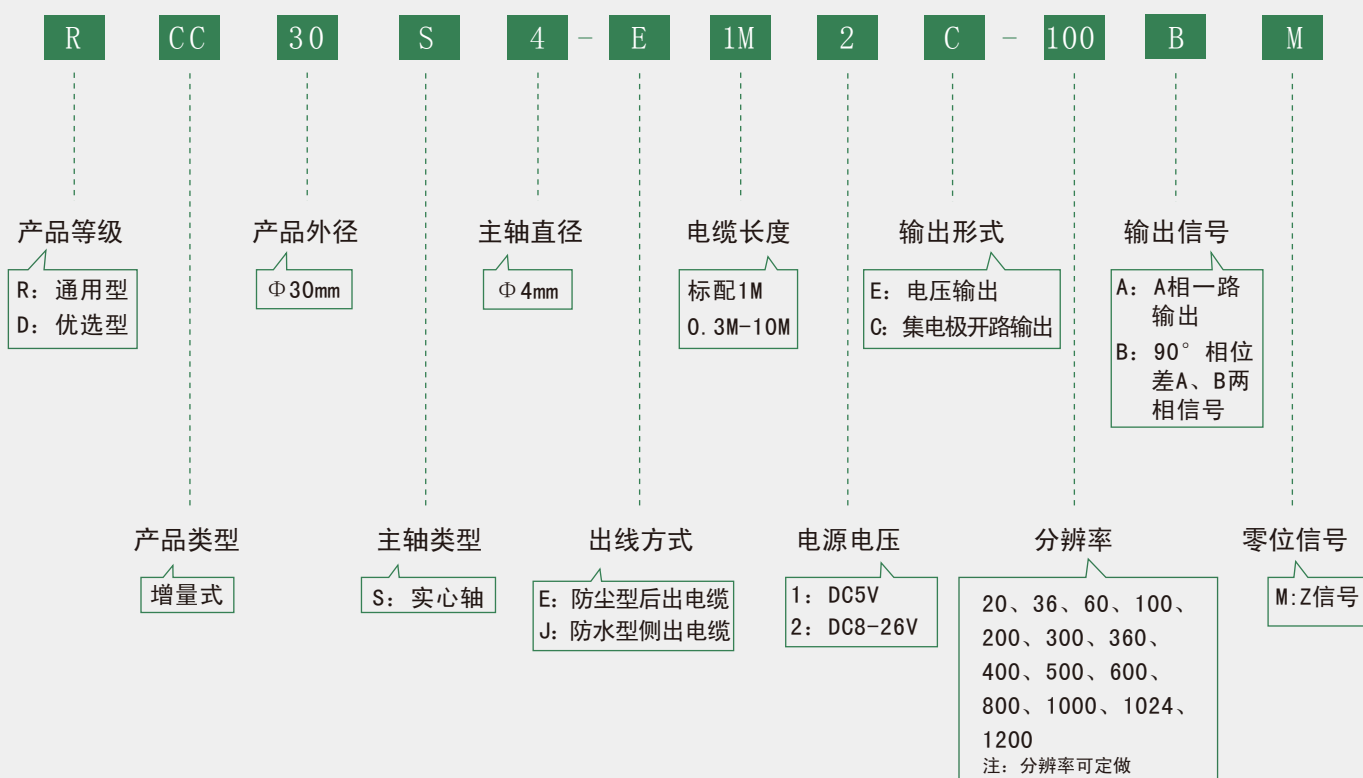 R CC 30 S 4 - E 1M 2 C - 100 B M
产品等级
R: 通用型
D: 优选型
产品外径
Φ30mm
主轴直径
Φ4mm
电缆长度
标配1M
0.3M-10M
输出形式
E: 电压输出
C: 集电极开路输出
输出信号
A: A相一路
输出
B: 90°相位
差A、B两
相信号
产品类型
增量式
主轴类型
S: 实心轴
出线方式
E: 防尘型后出电缆
J: 防水型侧出电缆
电源电压
1: DC5V
2: DC8-26V
分辨率
20、36、60、100、
200、300、360、
400、500、600、
800、1000、1024、
1200
注: 分辨率可定做
零位信号
M:Z信号